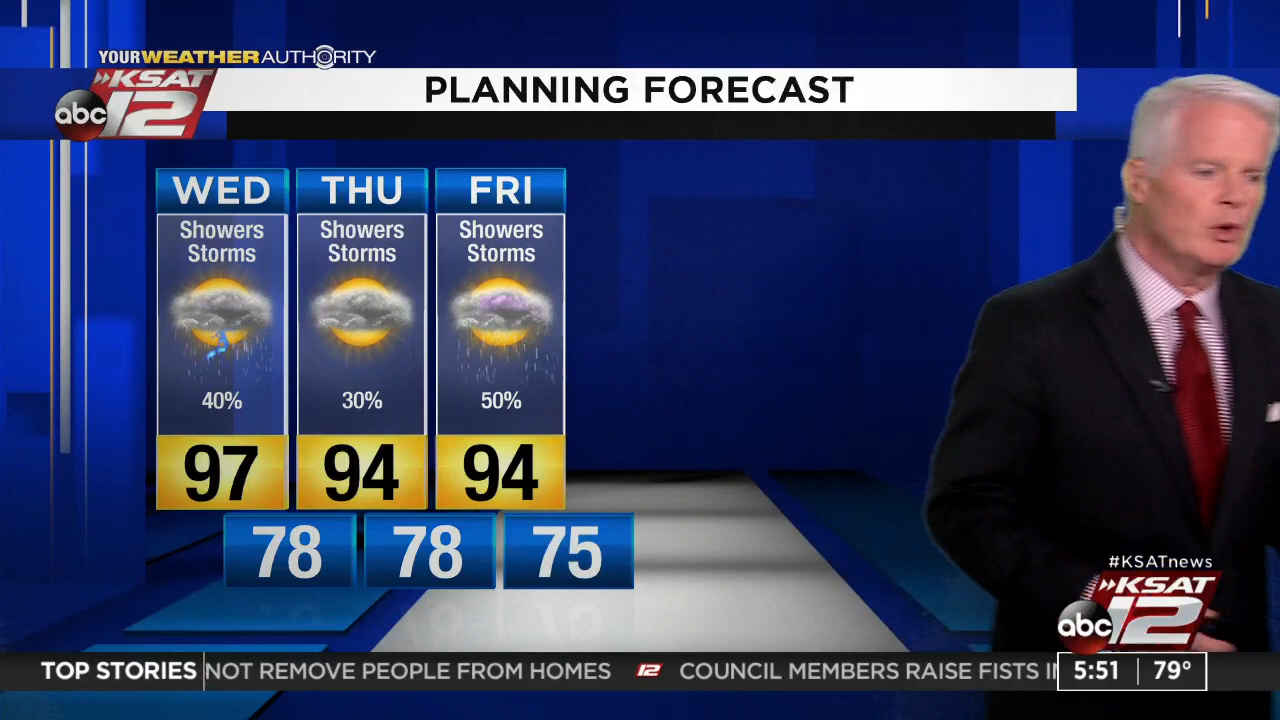 YOURWEATHERAUTHORITY
KSAT
abc 12
PLANNING FORECAST
WED THU FRI
Showers Storms
Showers Storms
Showers Storms
40% 30% 50%
97 94 94
78 78 75
#KSATnews
KSAT
abc 12
TOP STORIES NOT REMOVE PEOPLE FROM HOMES 12 COUNCIL MEMBERS RAISE FISTS 5:51 79°